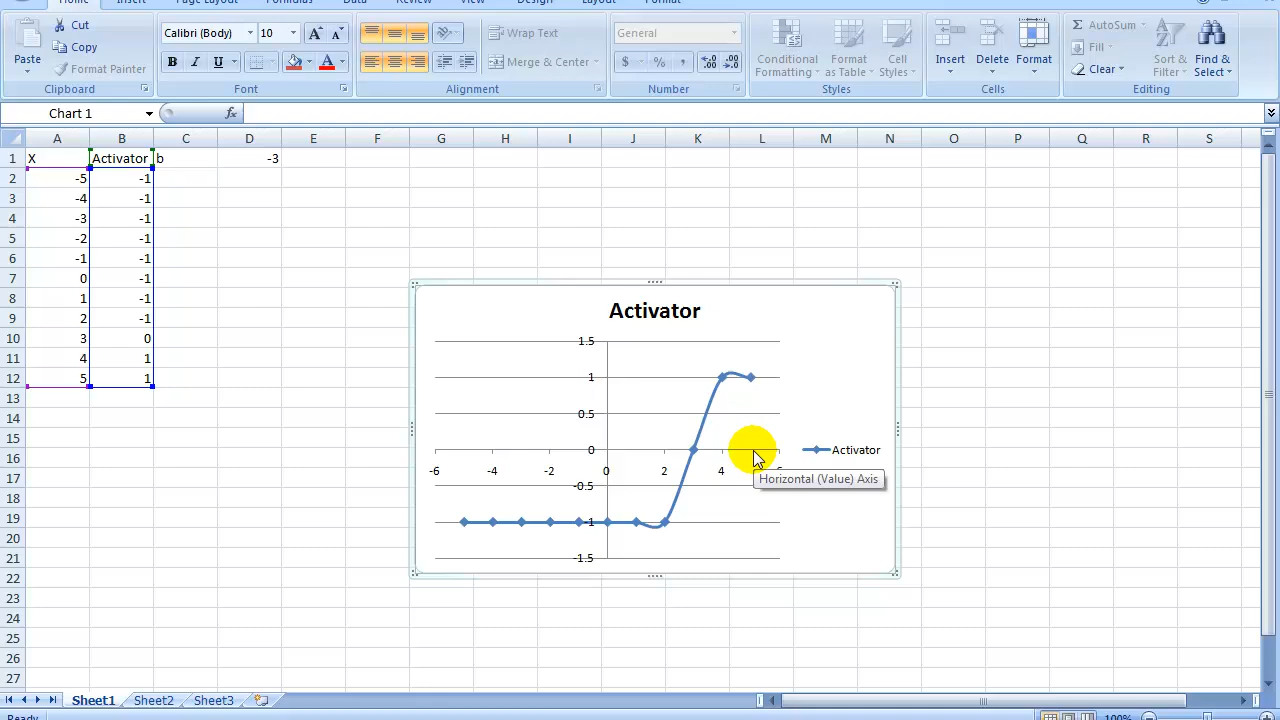 Home Insert Page Layout Formulas Data Review View Design Layout Format
Cut
Copy
Format Painter
Paste
Clipboard
Calibri (Body) 10 A A
B I U A
Font
Wrap Text
Merge & Center
Alignment
General
$ % ,
Number
Conditional Formatting
Format as Table
Cell Styles
Styles
Insert Delete Format
Cells
AutoSum
Fill
Clear
Sort & Filter
Find & Select
Editing
Chart 1 fx
A B C D E F G H I J K L M N O P Q R S
1 X Activator b -3
2 -5 -1
3 -4 -1
4 -3 -1
5 -2 -1
6 -1 -1
7 0 -1
8 1 -1
9 2 -1
10 3 0
11 4 1
12 5 1
13
14
15
16
17
18
19
20
21
22
23
24
25
26
27
Activator
1.5
1
0.5
0
-6 -4 -2 0 2 4
-0.5
-1
-1.5
Activator
Horizontal (Value) Axis
Sheet1 Sheet2 Sheet3
Ready 100%